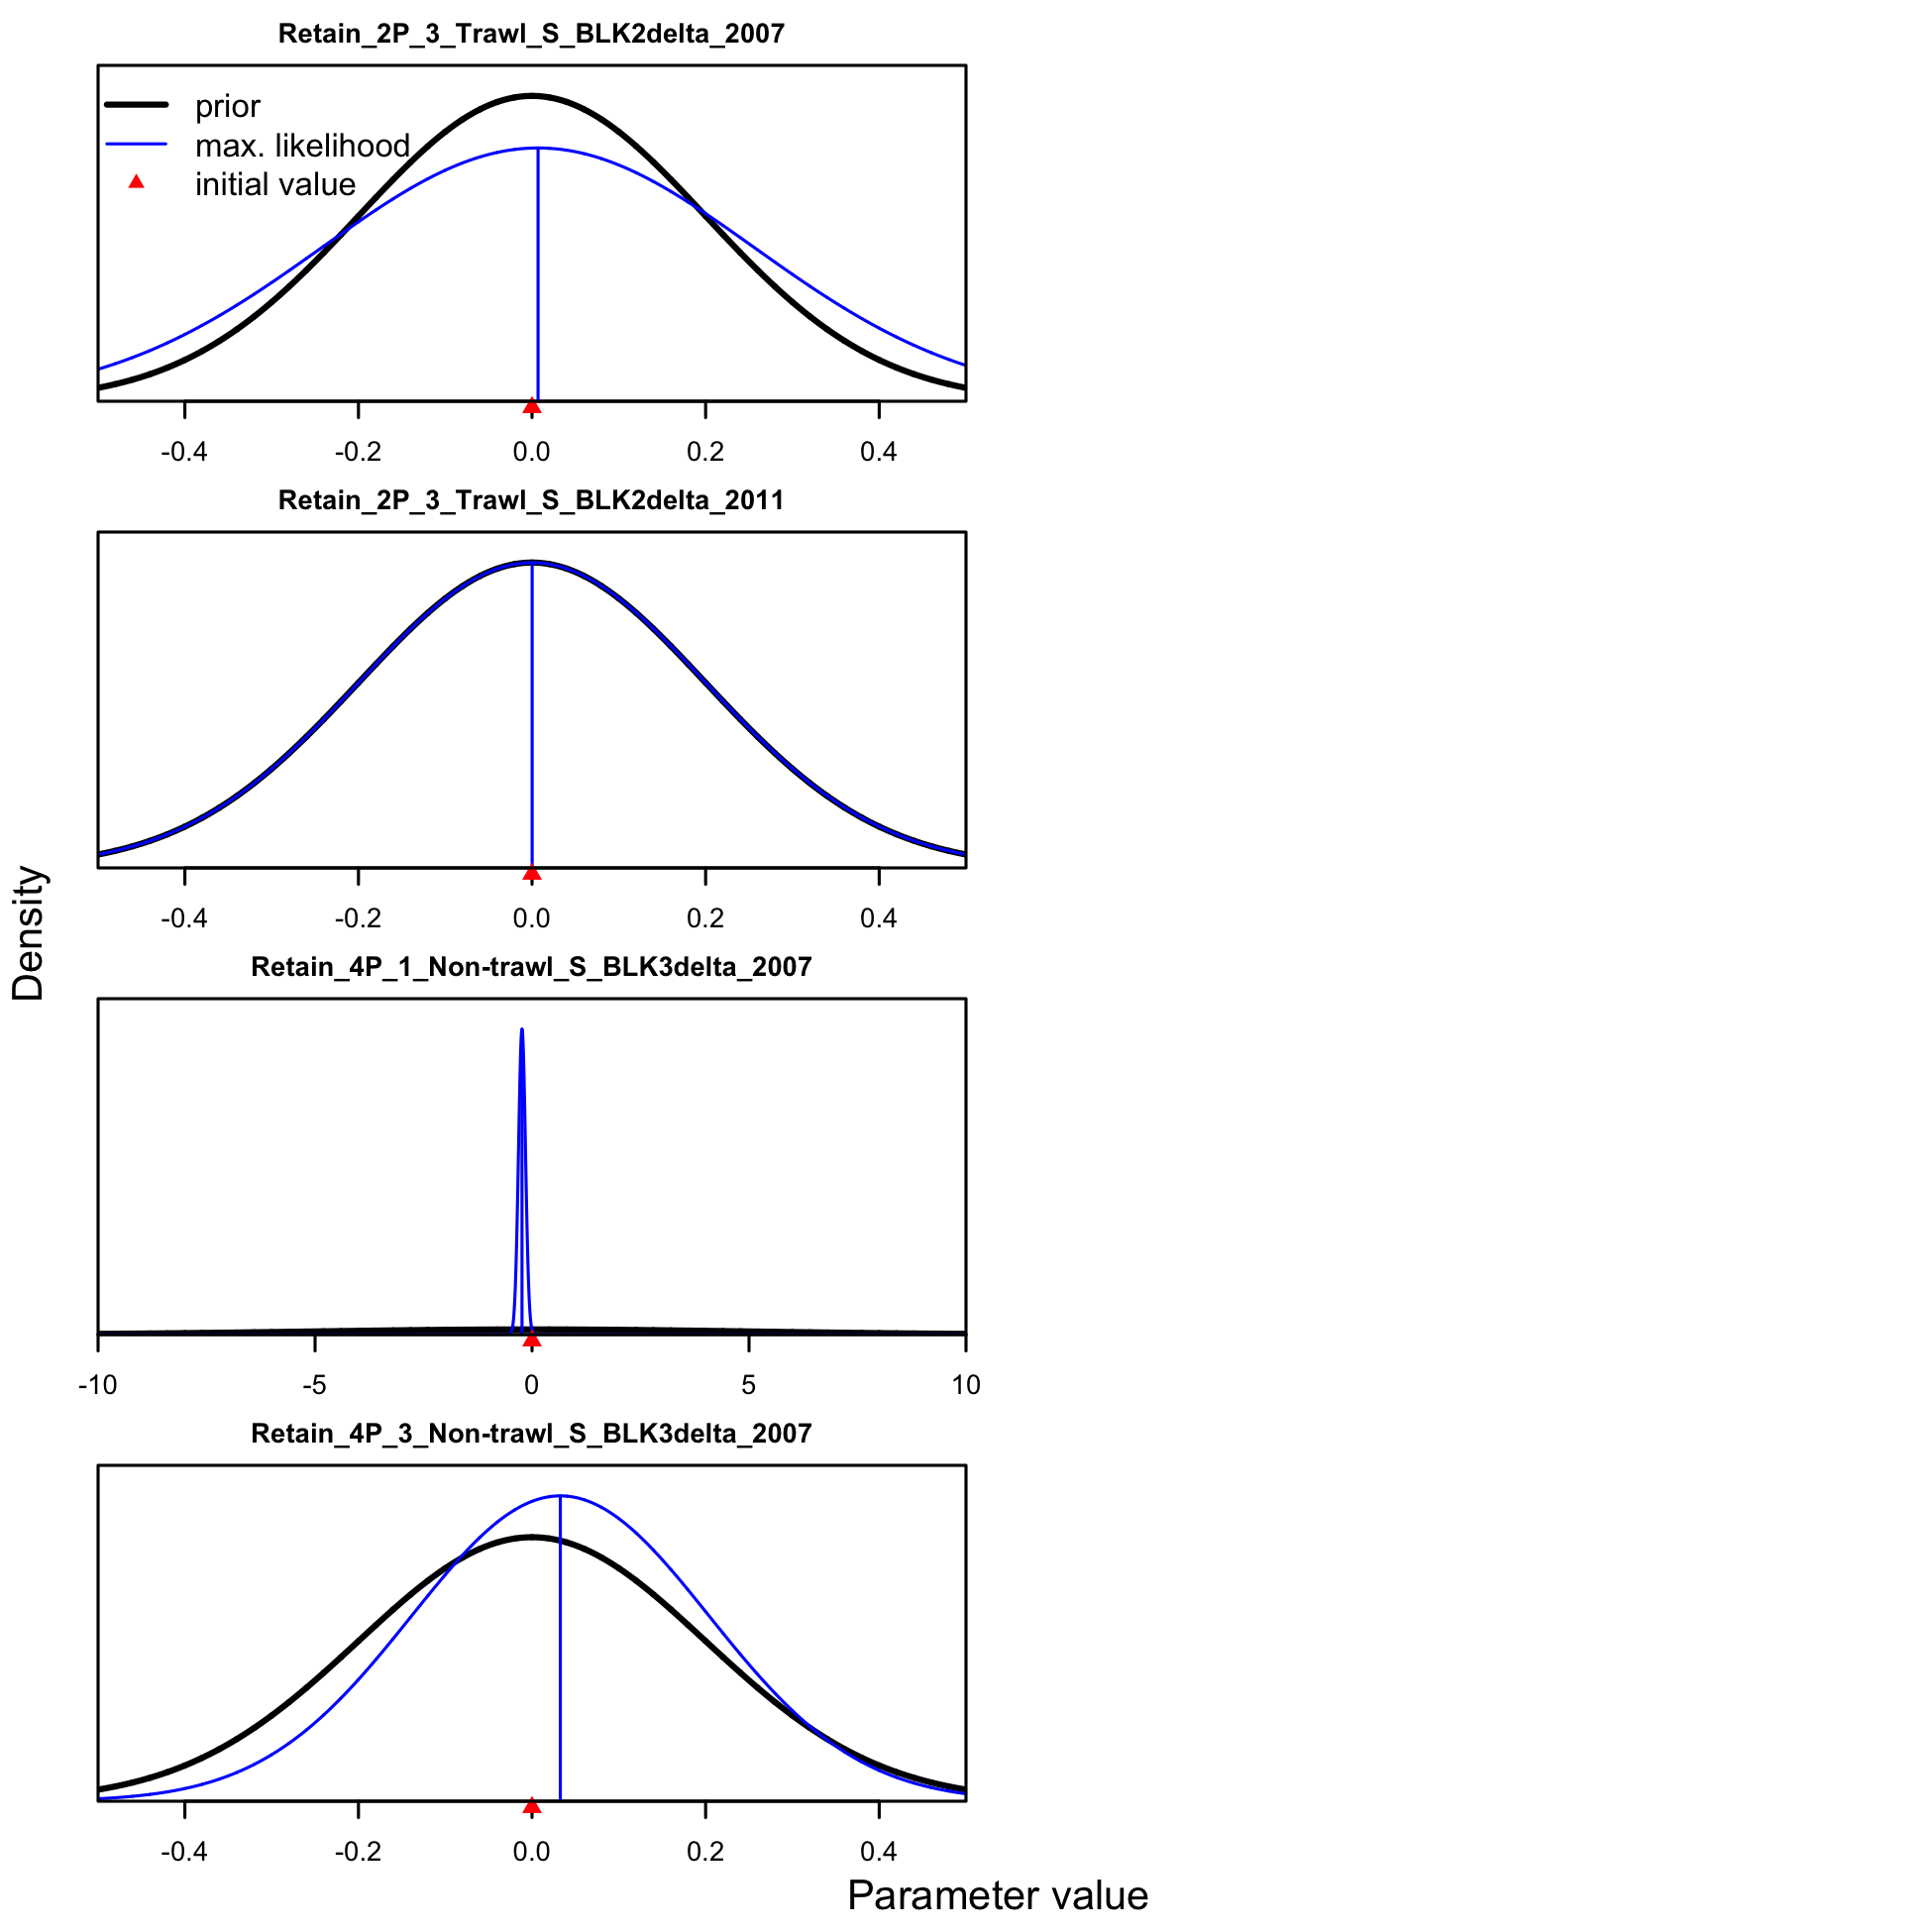 Retain_2P_3_Trawl_S_BLK2delta_2007
prior
max. likelihood
initial value
-0.4 -0.2 0.0 0.2 0.4
Retain_2P_3_Trawl_S_BLK2delta_2011
-0.4 -0.2 0.0 0.2 0.4
Density
Retain_4P_1_Non-trawl_S_BLK3delta_2007
-10 -5 0 5 10
Retain_4P_3_Non-trawl_S_BLK3delta_2007
-0.4 -0.2 0.0 0.2 0.4
Parameter value